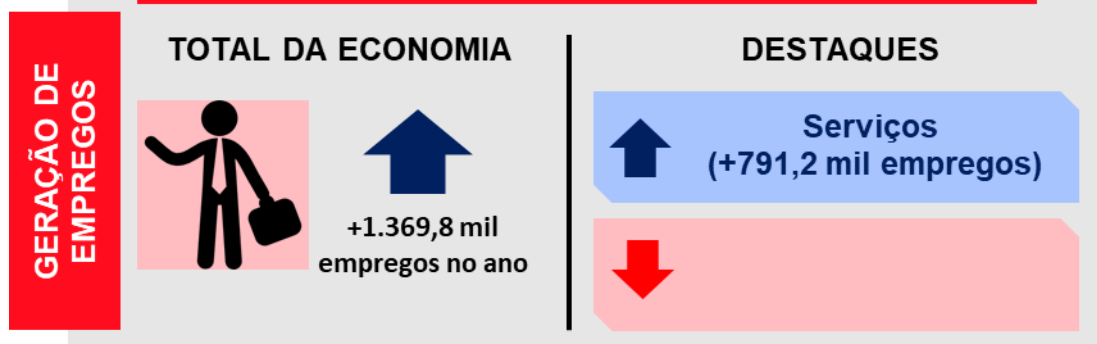 GERAÇÃO DE
EMPREGOS
TOTAL DA ECONOMIA
+1.369,8 mil
empregos no ano
DESTAQUES
Serviços
(+791,2 mil empregos)